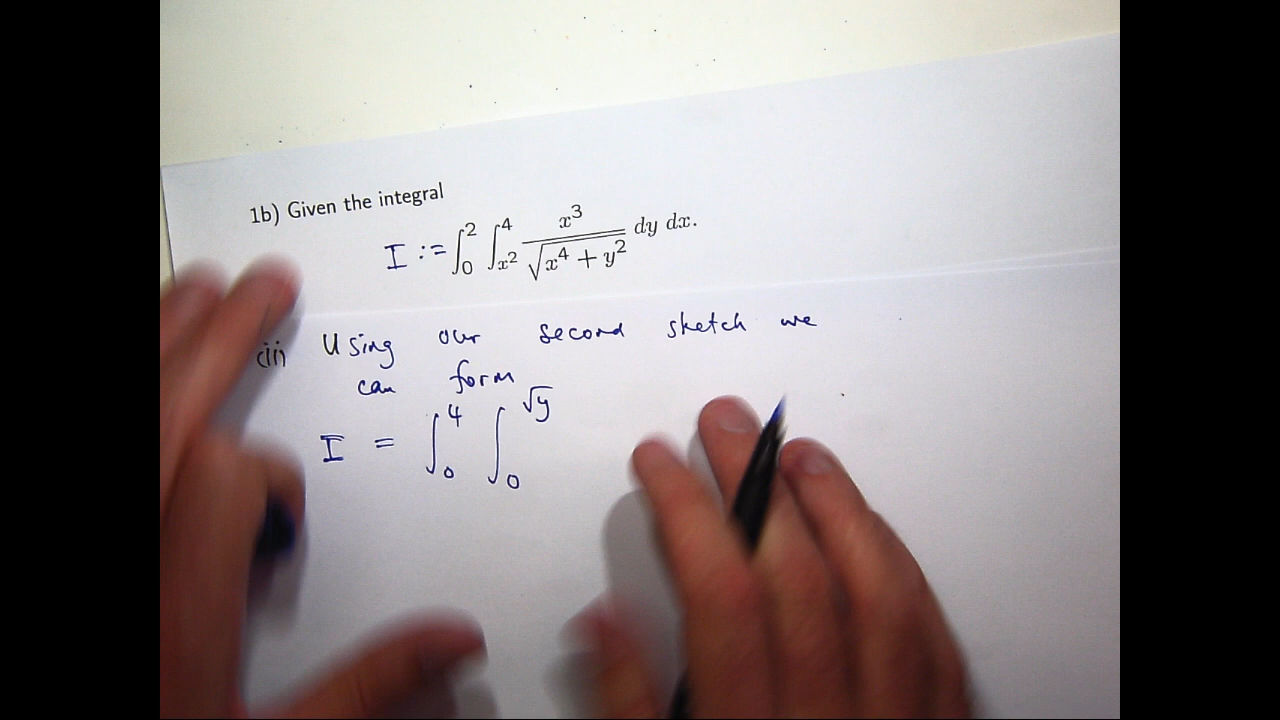 1b) Given the integral
I := ∫₀² ∫ₓ²⁴ x³/√(x⁴ + y²) dy dx.
(ii) Using our second sketch we
can form
I = ∫₀⁴ ∫₀^√y